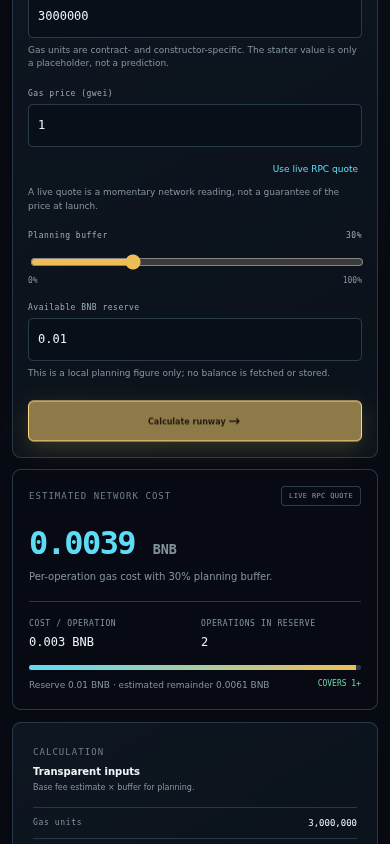 3000000
Gas units are contract- and constructor-specific. The starter value is only
a placeholder, not a prediction.
Gas price (gwei)
1
Use live RPC quote
A live quote is a momentary network reading, not a guarantee of the
price at launch.
Planning buffer 30%
0% 100%
Available BNB reserve
0.01
This is a local planning figure only; no balance is fetched or stored.
Calculate runway →
ESTIMATED NETWORK COST LIVE RPC QUOTE
0.0039 BNB
Per-operation gas cost with 30% planning buffer.
COST / OPERATION OPERATIONS IN RESERVE
0.003 BNB 2
Reserve 0.01 BNB · estimated remainder 0.0061 BNB COVERS 1+
CALCULATION
Transparent inputs
Base fee estimate × buffer for planning.
Gas units 3,000,000